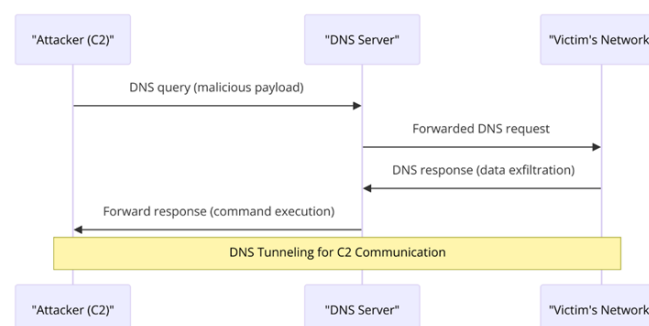 "Attacker (C2)" "DNS Server" "Victim's Network
DNS query (malicious payload)
Forwarded DNS request
DNS response (data exfiltration)
Forward response (command execution)
DNS Tunneling for C2 Communication
"Attacker (C2)" "DNS Server" "Victim's Network